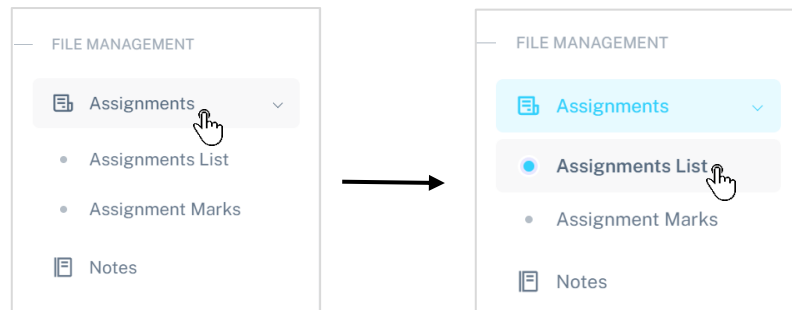 FILE MANAGEMENT
Assignments
Assignments List
Assignment Marks
Notes
FILE MANAGEMENT
Assignments
Assignments List
Assignment Marks
Notes